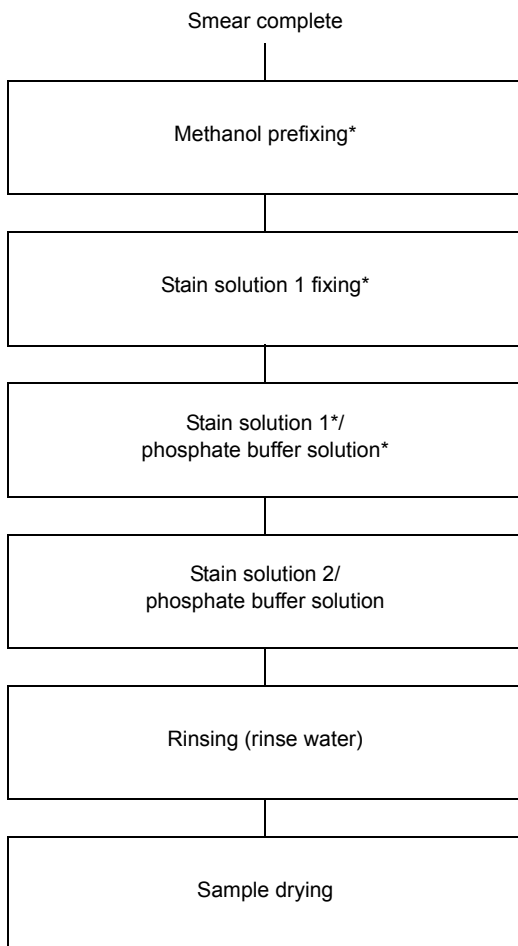 Smear complete
Methanol prefixing*
Stain solution 1 fixing*
Stain solution 1*/
phosphate buffer solution*
Stain solution 2/
phosphate buffer solution
Rinsing (rinse water)
Sample drying